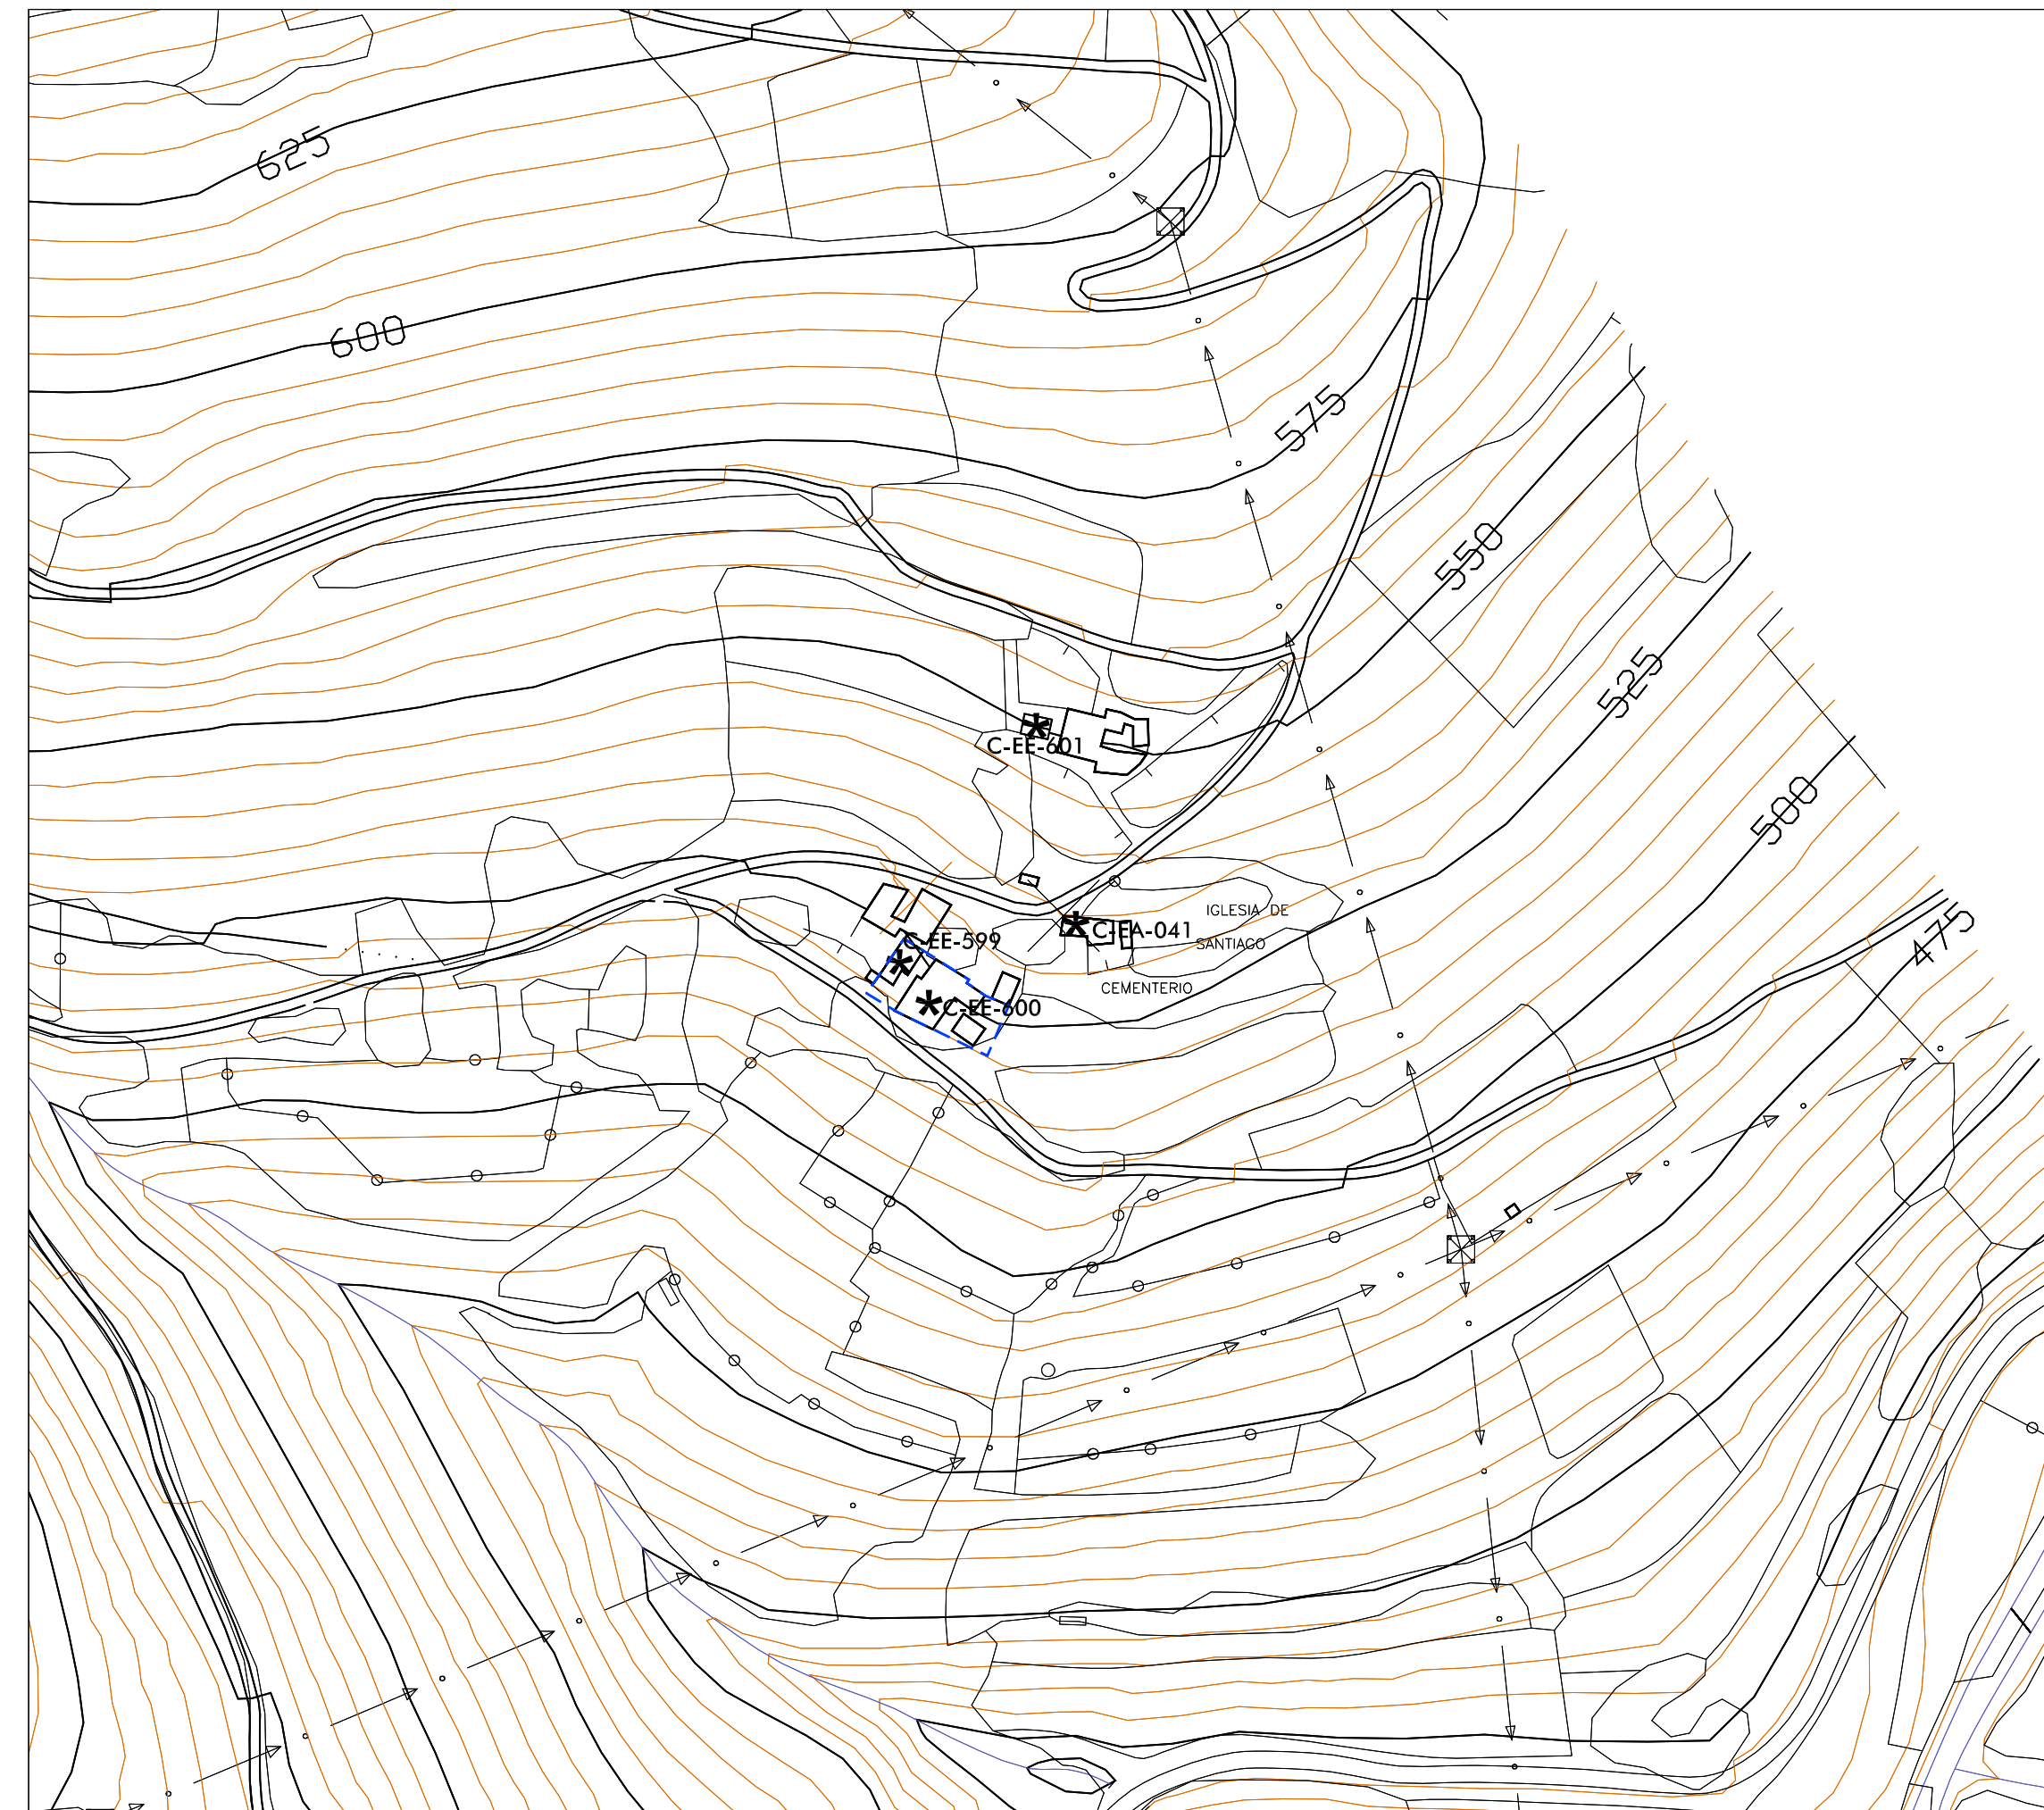 625
600
575
550
525
C-EE-601
500
IGLESIA DE
C-EA-041
SANTIAGO
C-EE-599
475
CEMENTERIO
C-EE-600